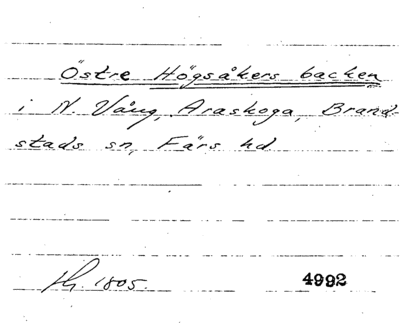 Östre Högsåkers backen
i N. Vång, Araskoga, Brand-
stads sn, Färs hd
1805. 4992